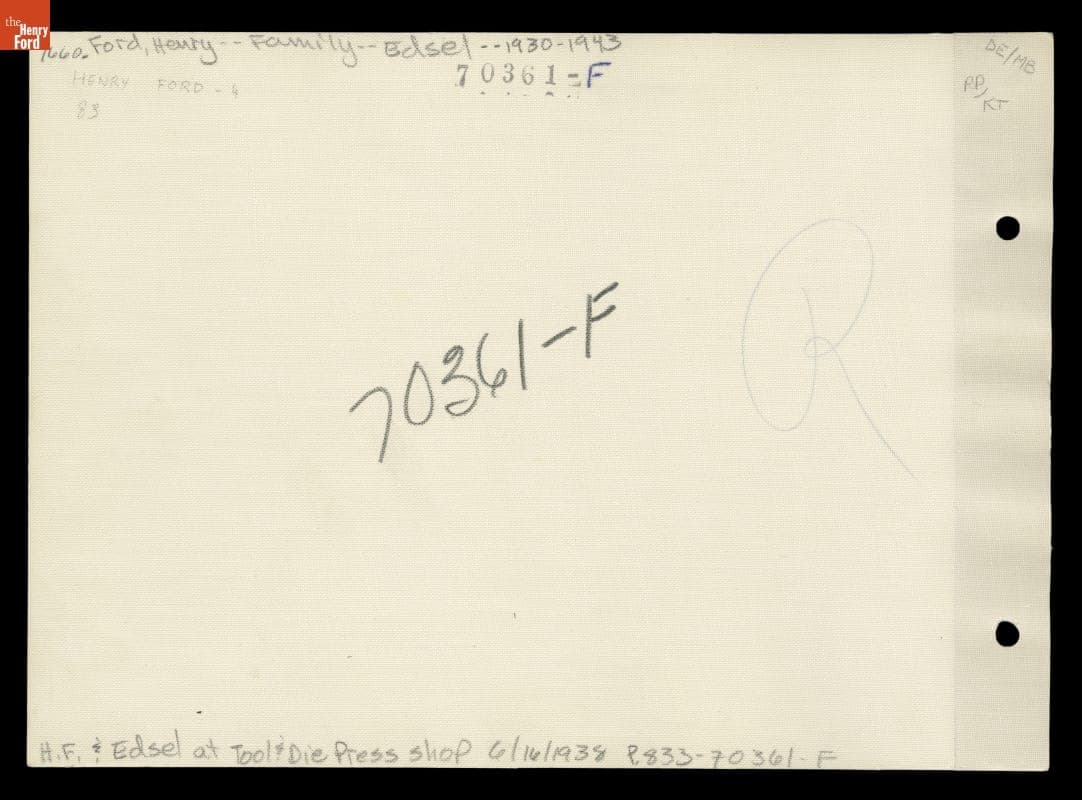 the
Henry
Ford
1660. Ford, Henry -- Family -- Edsel -- 1930-1943
70361-F
HENRY FORD - 4
83
DE/MB
PP/
KT
70361-F
R
H.F. & Edsel at Tool & Die Press shop 6/16/1938 P.833-70361-F